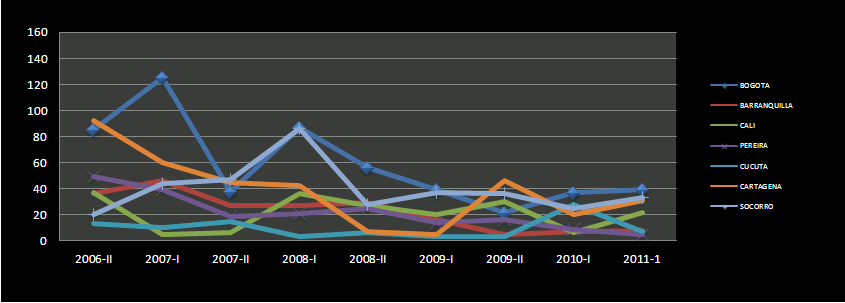 160
140
120
100
80
60
40
20
0
2006-II 2007-I 2007-II 2008-I 2008-II 2009-I 2009-II 2010-I 2011-1
BOGOTA
BARRANQUILLA
CALI
PEREIRA
CUCUTA
CARTAGENA
SOCORRO